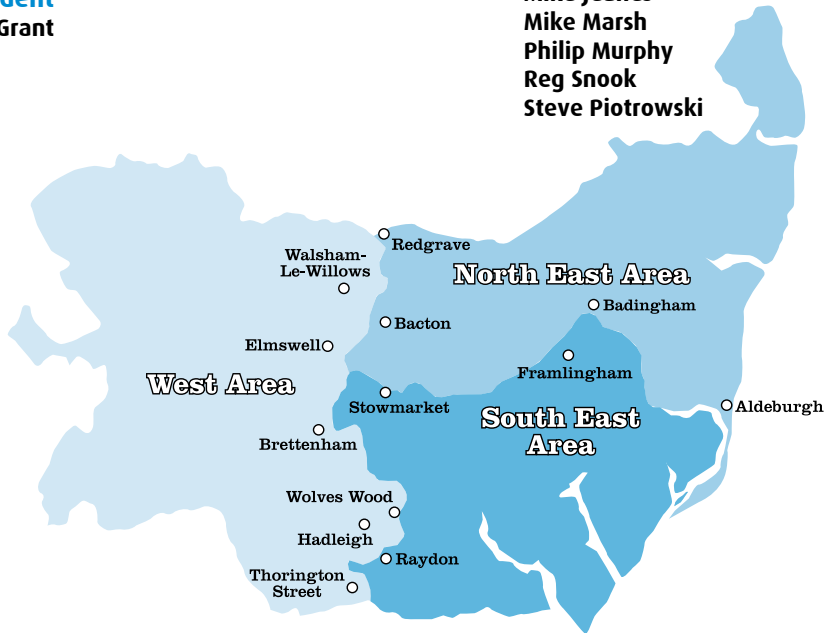 Grant
Mike Marsh
Philip Murphy
Reg Snook
Steve Piotrowski
Redgrave
Walsham-
Le-Willows
North East Area
Badingham
Bacton
Elmswell
Framlingham
West Area
Stowmarket
Aldeburgh
South East
Area
Brettenham
Wolves Wood
Hadleigh
Raydon
Thorington
Street